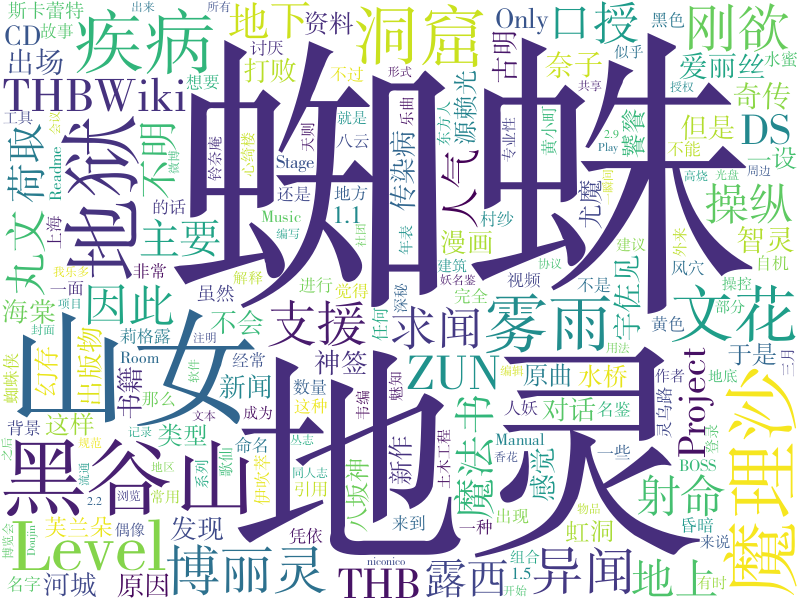 斯卡蕾特
CD
故事
出来
所有
疾病
洞窟
地下
资料
Only
口授
刚欲
黑色
似乎
水蜜
出场
讨厌
打败
形式
古明
奈子
爱丽丝
THBWiki
想要
不过
源赖光
奇传
工具
会议
铃奈庵
心绮楼
就是
天则
八云
乐曲
东方人
共享
专业性
黄小町
2.9
Play
授权
饕餮
但是
DS
荷取
Readme
微博
地狱
不明
蜘蛛
Stage
传染病
人气
还是
地方
不能
一瞬间
高烧
光盘
周边
一设
丸文
的话
上海
主要
Music
编写
1.1
社团
年表
漫画
村纱
尤魔
建议
外来
操纵
我乐多
一面
非常
解释
进行
觉得
建筑
深秘
妖名鉴
视频
完全
不是
协议
风穴
智灵
自机
项目
海棠
因此
虽然
支援
求闻
雾雨
宇佐见
操控
部分
文花
封面
蜘蛛侠
幻存
出版物
莉格露
注明
不会
任何
神签
黄色
三月
山女
书籍
Room
经常
新闻
数量
韦编
魅知
ZUN
原曲
水桥
作者
地底
于是
用法
背景
这样
那么
软件
成为
这种
编辑
人妖
灵乌路
登录
Project
魔理沙
之后
规范
类型
命名
文本
丛志
八坂神
新作
土木工程
魔法书
对话
名鉴
Manual
香花
感觉
一些
BOSS
黑谷山
地灵
流通
2.2
浏览
地区
常用
记录
系列
歌仙
伊吹萃
同人志
引用
一种
出现
物品
射命
昏暗
博览会
Doujin
Level
芙兰朵
偶像
发现
凭依
来到
虹洞
组合
来说
名字
河城
原因
博丽灵
THB
niconico
露西
1.5
开始
异闻
地上
有时